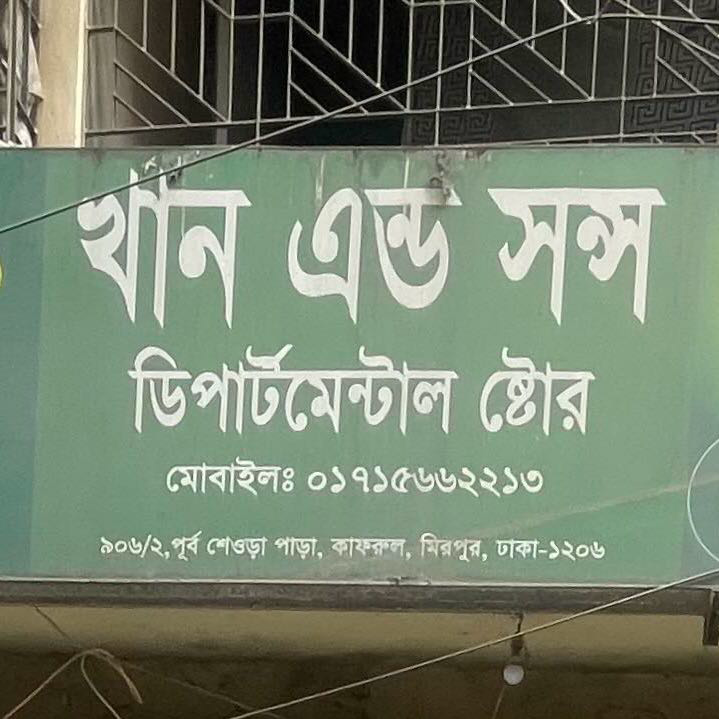 খান এন্ড সন্স
ডিপার্টমেন্টাল ষ্টোর
মোবাইলঃ ০১৭১৫৬৬২২১৩
৯০৬/২,পূর্ব শেওড়া পাড়া, কাফরুল, মিরপুর, ঢাকা-১২০৬